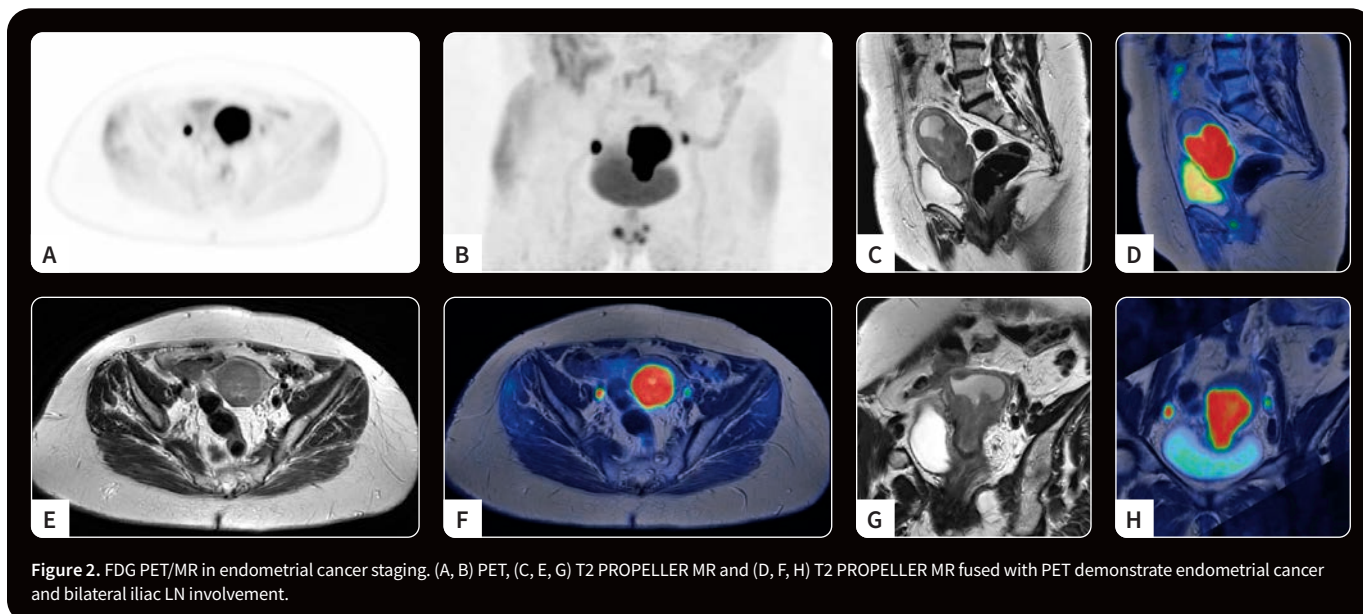 A
B
C
D
E
F
G
H
Figure 2. FDG PET/MR in endometrial cancer staging. (A, B) PET, (C, E, G) T2 PROPELLER MR and (D, F, H) T2 PROPELLER MR fused with PET demonstrate endometrial cancer
and bilateral iliac LN involvement.